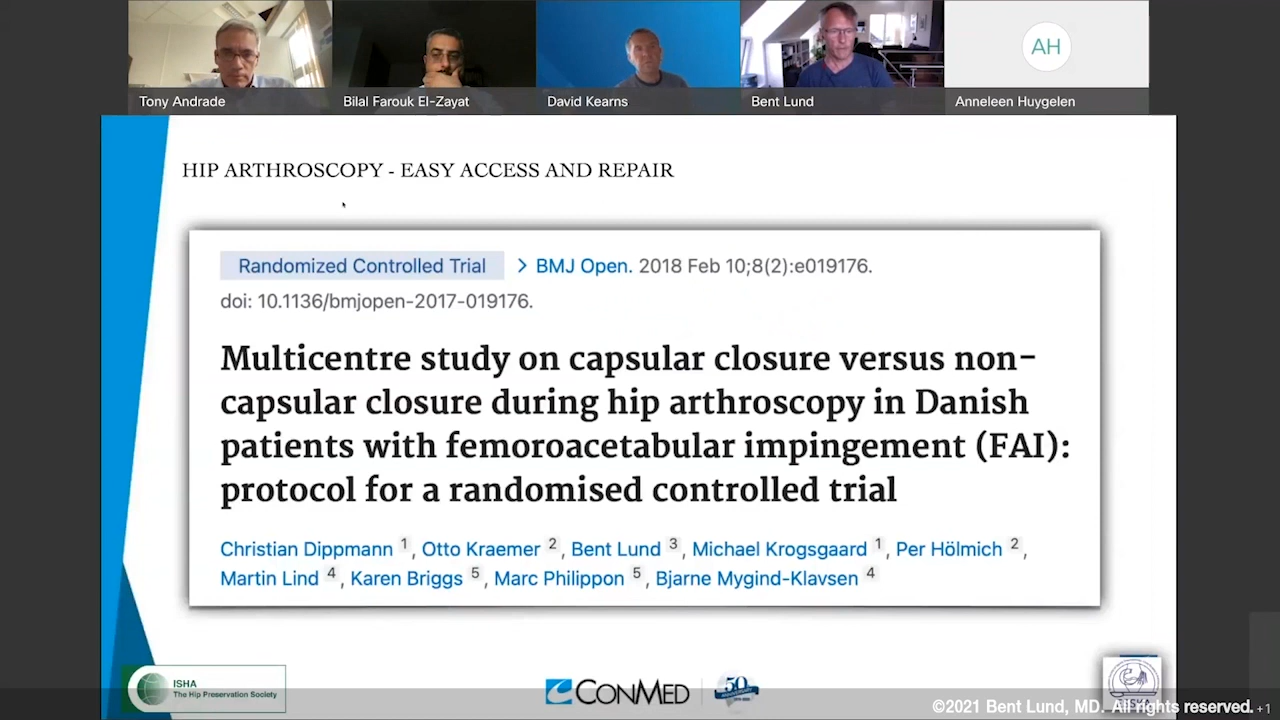 Tony Andrade
Bilal Farouk El-Zayat
David Kearns
Bent Lund
AH
Anneleen Huygelen
HIP ARTHROSCOPY - EASY ACCESS AND REPAIR
Randomized Controlled Trial > BMJ Open. 2018 Feb 10;8(2):e019176.
doi: 10.1136/bmjopen-2017-019176.
Multicentre study on capsular closure versus non-
capsular closure during hip arthroscopy in Danish
patients with femoroacetabular impingement (FAI):
protocol for a randomised controlled trial
Christian Dippmann 1, Otto Kraemer 2, Bent Lund 3, Michael Krogsgaard 1, Per Hölmich 2,
Martin Lind 4, Karen Briggs 5, Marc Philippon 5, Bjarne Mygind-Klavsen 4
ISHA
The Hip Preservation Society
CONMED
50
ANNIVERSARY
©2021 Bent Lund, MD. All rights reserved. +1